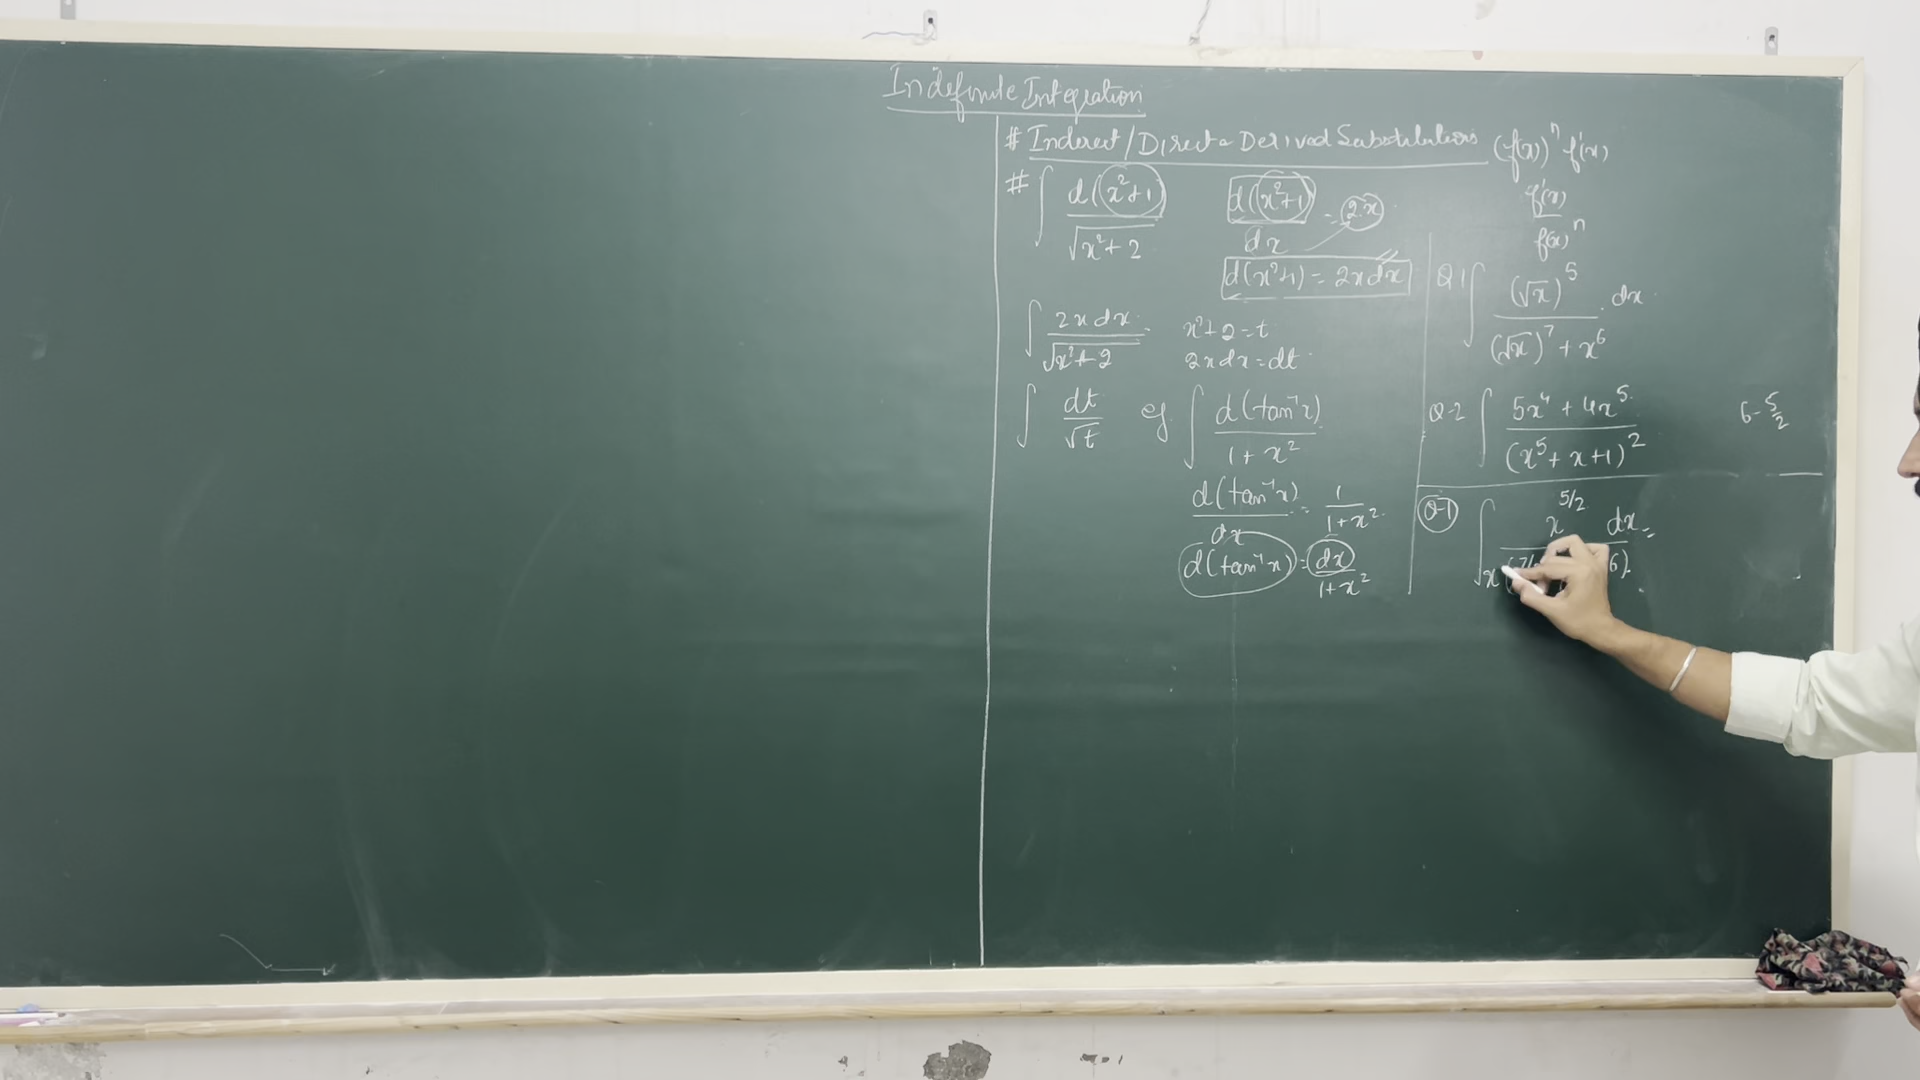 Indefinite Integration
# Indirect/Direct & Derived Substitutions (f(x))^n f'(x)
# ∫ d(x²+1) / √(x²+2)
d(x²+1) / dx = 2x
d(x²+1) = 2x dx
∫ 2x dx / √(x²+2)
x²+2 = t
2x dx = dt
∫ dt / √t
eg ∫ d(tan⁻¹x) / (1+x²)
d(tan⁻¹x) / dx = 1 / (1+x²)
d(tan⁻¹x) = dx / (1+x²)
f'(x) / f(x)^n
Q1 ∫ (√x)^5 / ((√x)^7 + x^6) . dx
Q-2 ∫ (5x⁴ + 4x⁵) / (x⁵ + x + 1)²
6 - 5/2
Q-1 ∫ x^(5/2) dx =
x